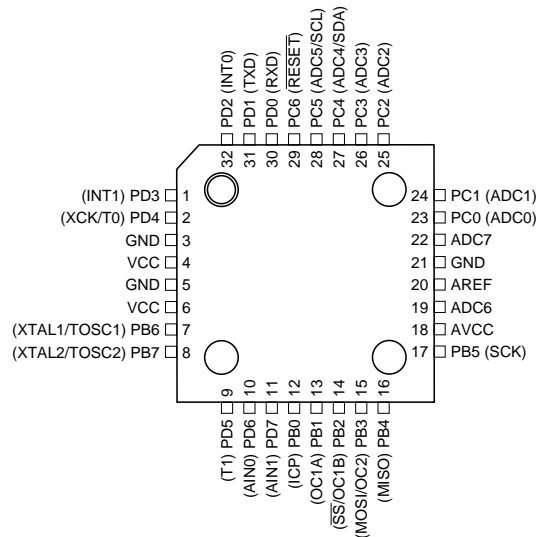 32 PD2 (INT0)
31 PD1 (TXD)
30 PD0 (RXD)
29 PC6 (RESET)
28 PC5 (ADC5/SCL)
27 PC4 (ADC4/SDA)
26 PC3 (ADC3)
25 PC2 (ADC2)
(INT1) PD3 1
(XCK/T0) PD4 2
GND 3
VCC 4
GND 5
VCC 6
(XTAL1/TOSC1) PB6 7
(XTAL2/TOSC2) PB7 8
24 PC1 (ADC1)
23 PC0 (ADC0)
22 ADC7
21 GND
20 AREF
19 ADC6
18 AVCC
17 PB5 (SCK)
(T1) PD5 9
(AIN0) PD6 10
(AIN1) PD7 11
(ICP) PB0 12
(OC1A) PB1 13
(SS/OC1B) PB2 14
(MOSI/OC2) PB3 15
(MISO) PB4 16